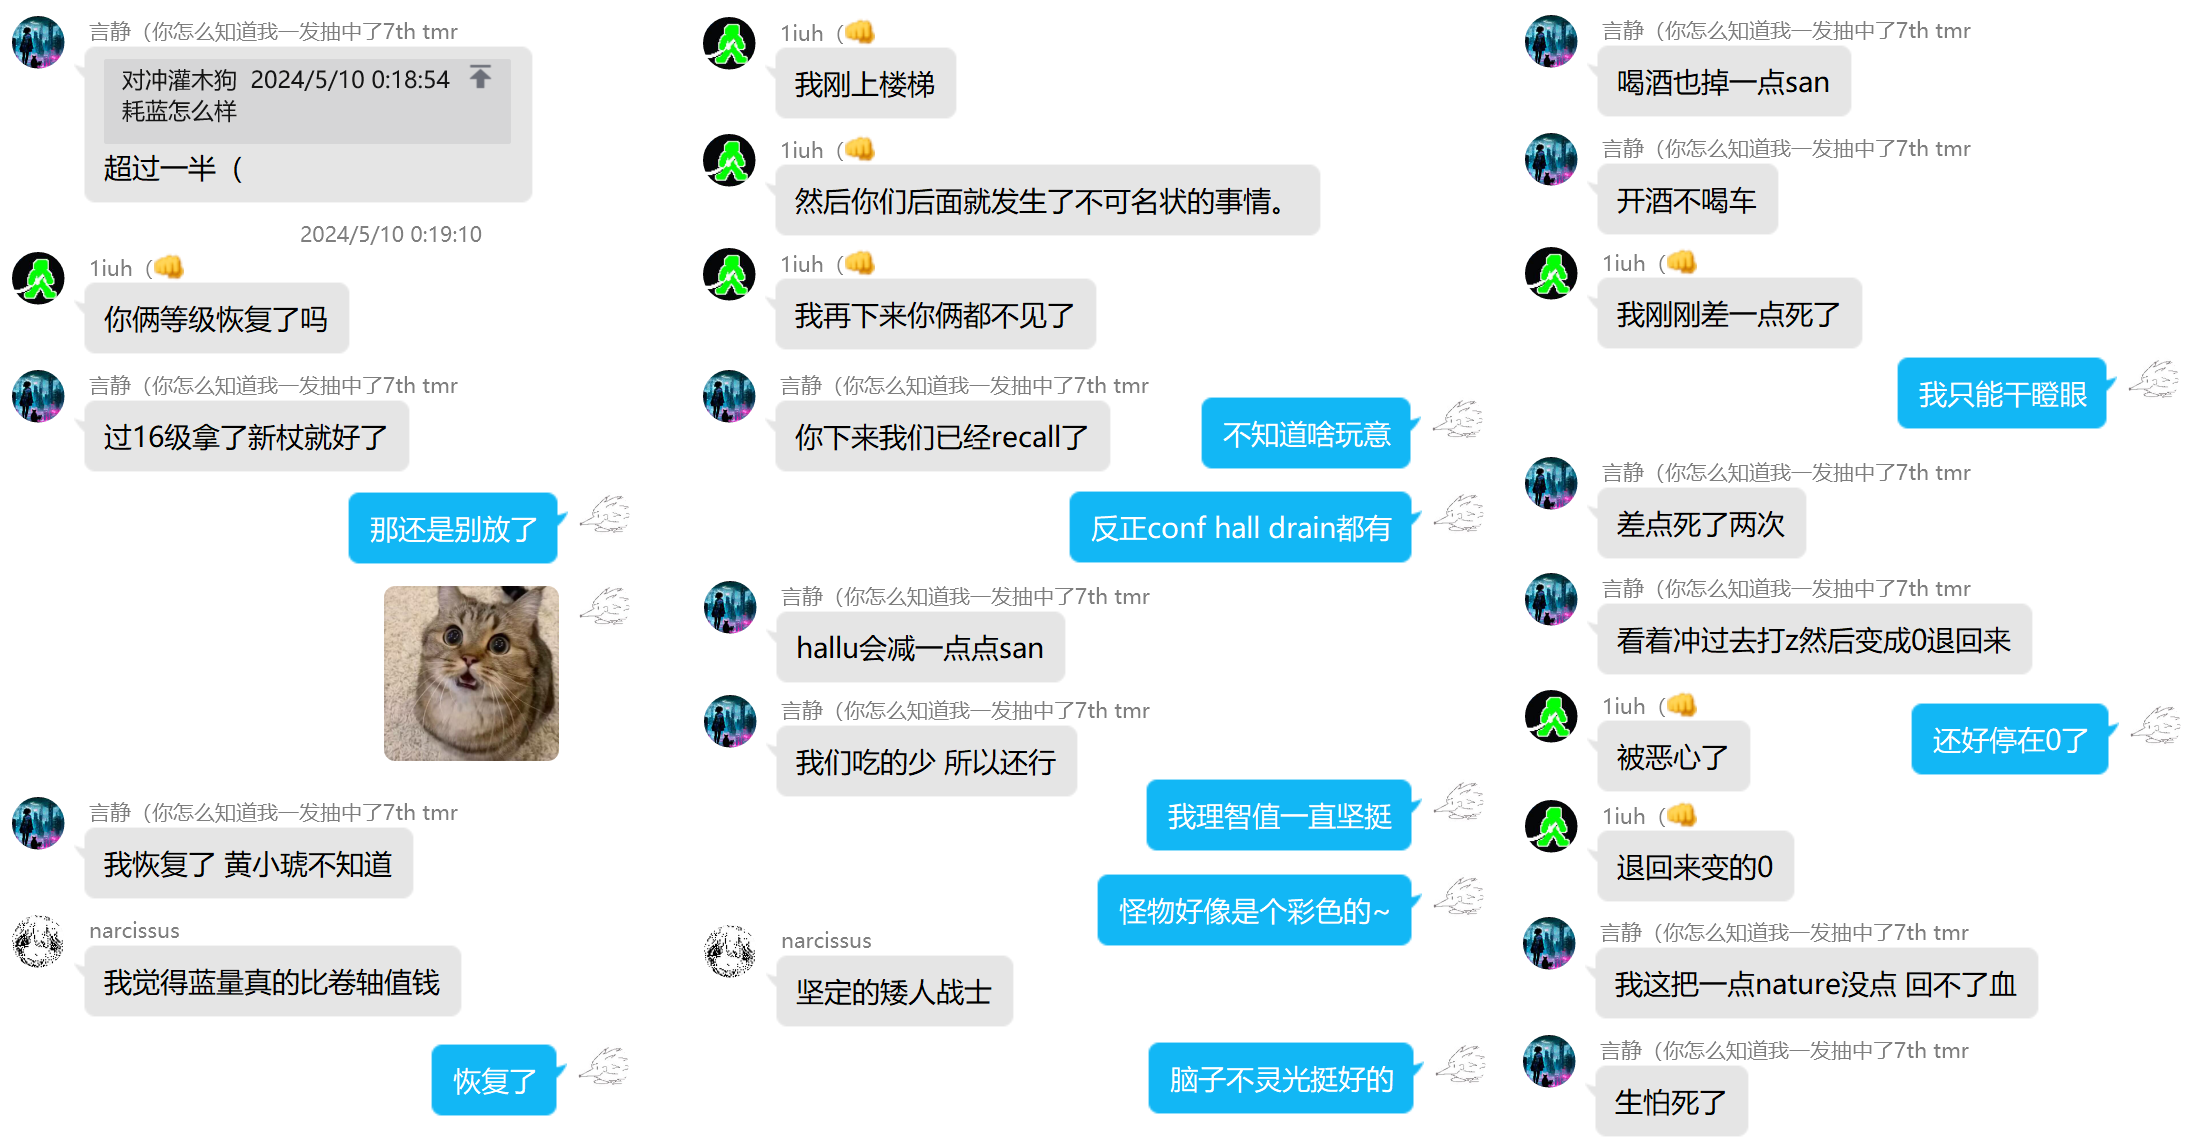 言静（你怎么知道我一发抽中了7th tmr
对冲灌木狗 2024/5/10 0:18:54
耗蓝怎么样
超过一半（
2024/5/10 0:19:10
1iuh（👊
你俩等级恢复了吗
言静（你怎么知道我一发抽中了7th tmr
过16级拿了新杖就好了
那还是别放了
言静（你怎么知道我一发抽中了7th tmr
我恢复了 黄小琥不知道
narcissus
我觉得蓝量真的比卷轴值钱
恢复了
1iuh（👊
我刚上楼梯
1iuh（👊
然后你们后面就发生了不可名状的事情。
1iuh（👊
我再下来你俩都不见了
言静（你怎么知道我一发抽中了7th tmr
你下来我们已经recall了
不知道啥玩意
反正conf hall drain都有
言静（你怎么知道我一发抽中了7th tmr
hallu会减一点点san
言静（你怎么知道我一发抽中了7th tmr
我们吃的少 所以还行
我理智值一直坚挺
怪物好像是个彩色的~
narcissus
坚定的矮人战士
脑子不灵光挺好的
言静（你怎么知道我一发抽中了7th tmr
喝酒也掉一点san
言静（你怎么知道我一发抽中了7th tmr
开酒不喝车
1iuh（👊
我刚刚差一点死了
我只能干瞪眼
言静（你怎么知道我一发抽中了7th tmr
差点死了两次
言静（你怎么知道我一发抽中了7th tmr
看着冲过去打z然后变成0退回来
1iuh（👊
被恶心了
还好停在0了
1iuh（👊
退回来变的0
言静（你怎么知道我一发抽中了7th tmr
我这把一点nature没点 回不了血
言静（你怎么知道我一发抽中了7th tmr
生怕死了